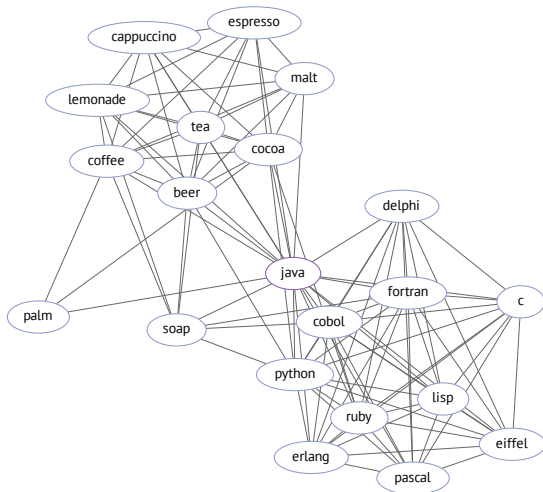 espresso
cappuccino
malt
lemonade
tea
cocoa
coffee
beer
delphi
java
fortran
c
palm
cobol
soap
python
lisp
ruby
eiffel
erlang
pascal